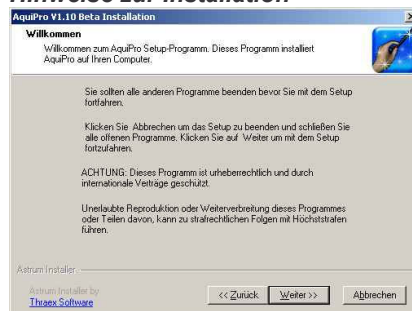 Hinweise zur Installation
AquiPro V1.10 Beta Installation
Willkommen
Willkommen zum AquiPro Setup-Programm. Dieses Programm installiert
AquiPro auf Ihren Computer.
Sie sollten alle anderen Programme beenden bevor Sie mit dem Setup
fortfahren.
Klicken Sie Abbrechen um das Setup zu beenden und schließen Sie
alle offenen Programme. Klicken Sie auf Weiter um mit dem Setup
fortzufahren.
ACHTUNG: Dieses Programm ist urheberrechtlich und durch
internationale Verträge geschützt.
Unerlaubte Reproduktion oder Weiterverbreitung dieses Programmes
oder Teilen davon, kann zu strafrechtlichen Folgen mit Höchststrafen
führen.
Astrum Installer
Astrum Installer by
Thraex Software
<< Zurück
Weiter >>
Abbrechen